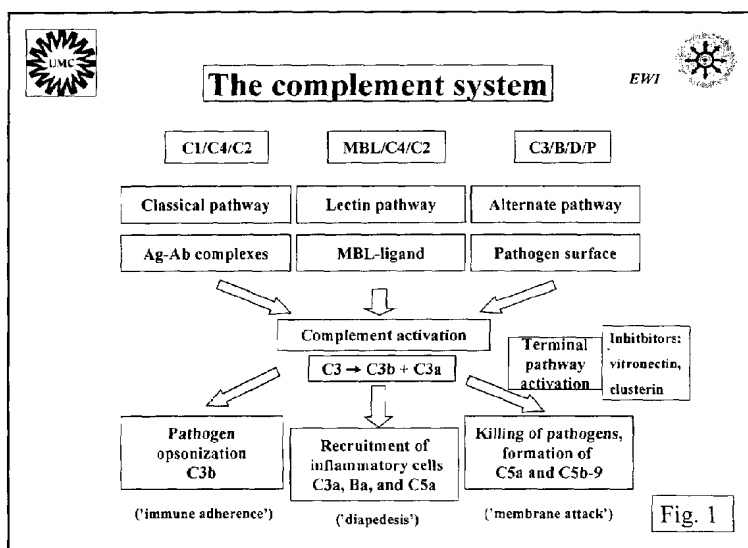 UMC
The complement system
EWI
C1/C4/C2
MBL/C4/C2
C3/B/D/P
Classical pathway
Lectin pathway
Alternate pathway
Ag-Ab complexes
MBL-ligand
Pathogen surface
Complement activation
C3 → C3b + C3a
Terminal
pathway
activation
Inhitbitors:
vitronectin,
clusterin
Pathogen
opsonization
C3b
Recruitment of
inflammatory cells
C3a, Ba, and C5a
Killing of pathogens,
formation of
C5a and C5b-9
('immune adherence')
('diapedesis')
('membrane attack')
Fig. 1